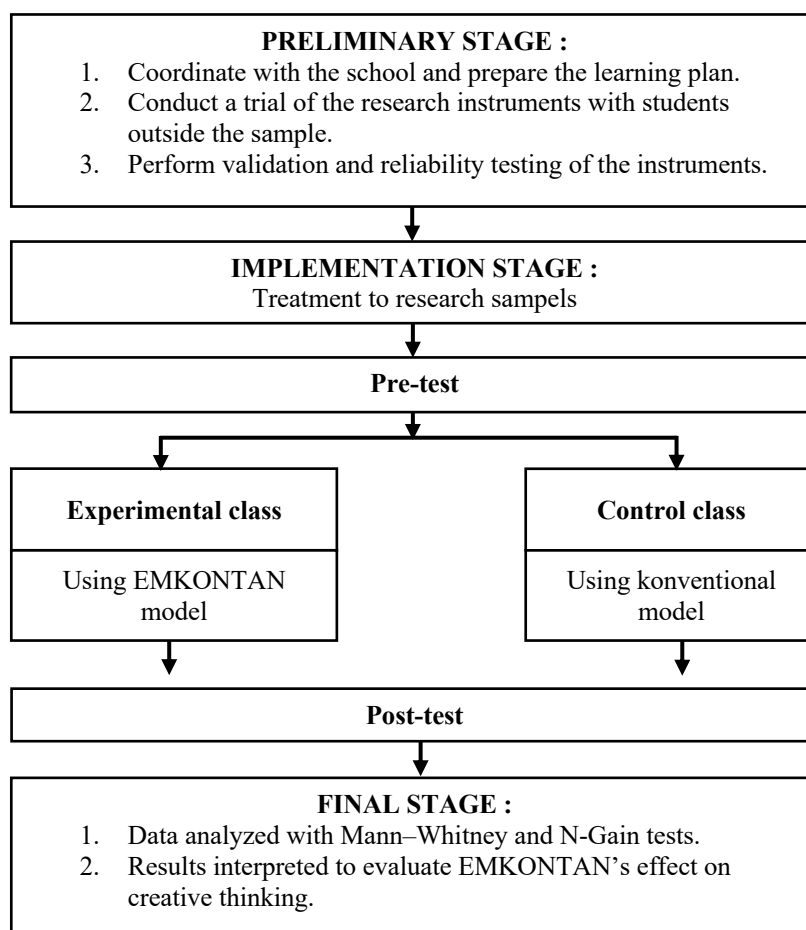 PRELIMINARY STAGE :
1. Coordinate with the school and prepare the learning plan.
2. Conduct a trial of the research instruments with students
outside the sample.
3. Perform validation and reliability testing of the instruments.
IMPLEMENTATION STAGE :
Treatment to research sampels
Pre-test
Experimental class
Using EMKONTAN
model
Control class
Using konventional
model
Post-test
FINAL STAGE :
1. Data analyzed with Mann–Whitney and N-Gain tests.
2. Results interpreted to evaluate EMKONTAN’s effect on
creative thinking.